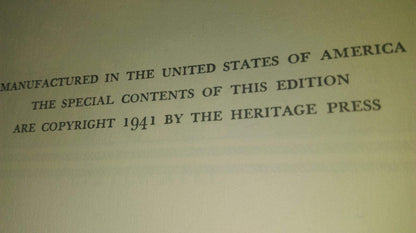 MANUFACTURED IN THE UNITED STATES OF AMERICA
THE SPECIAL CONTENTS OF THIS EDITION
ARE COPYRIGHT 1941 BY THE HERITAGE PRESS